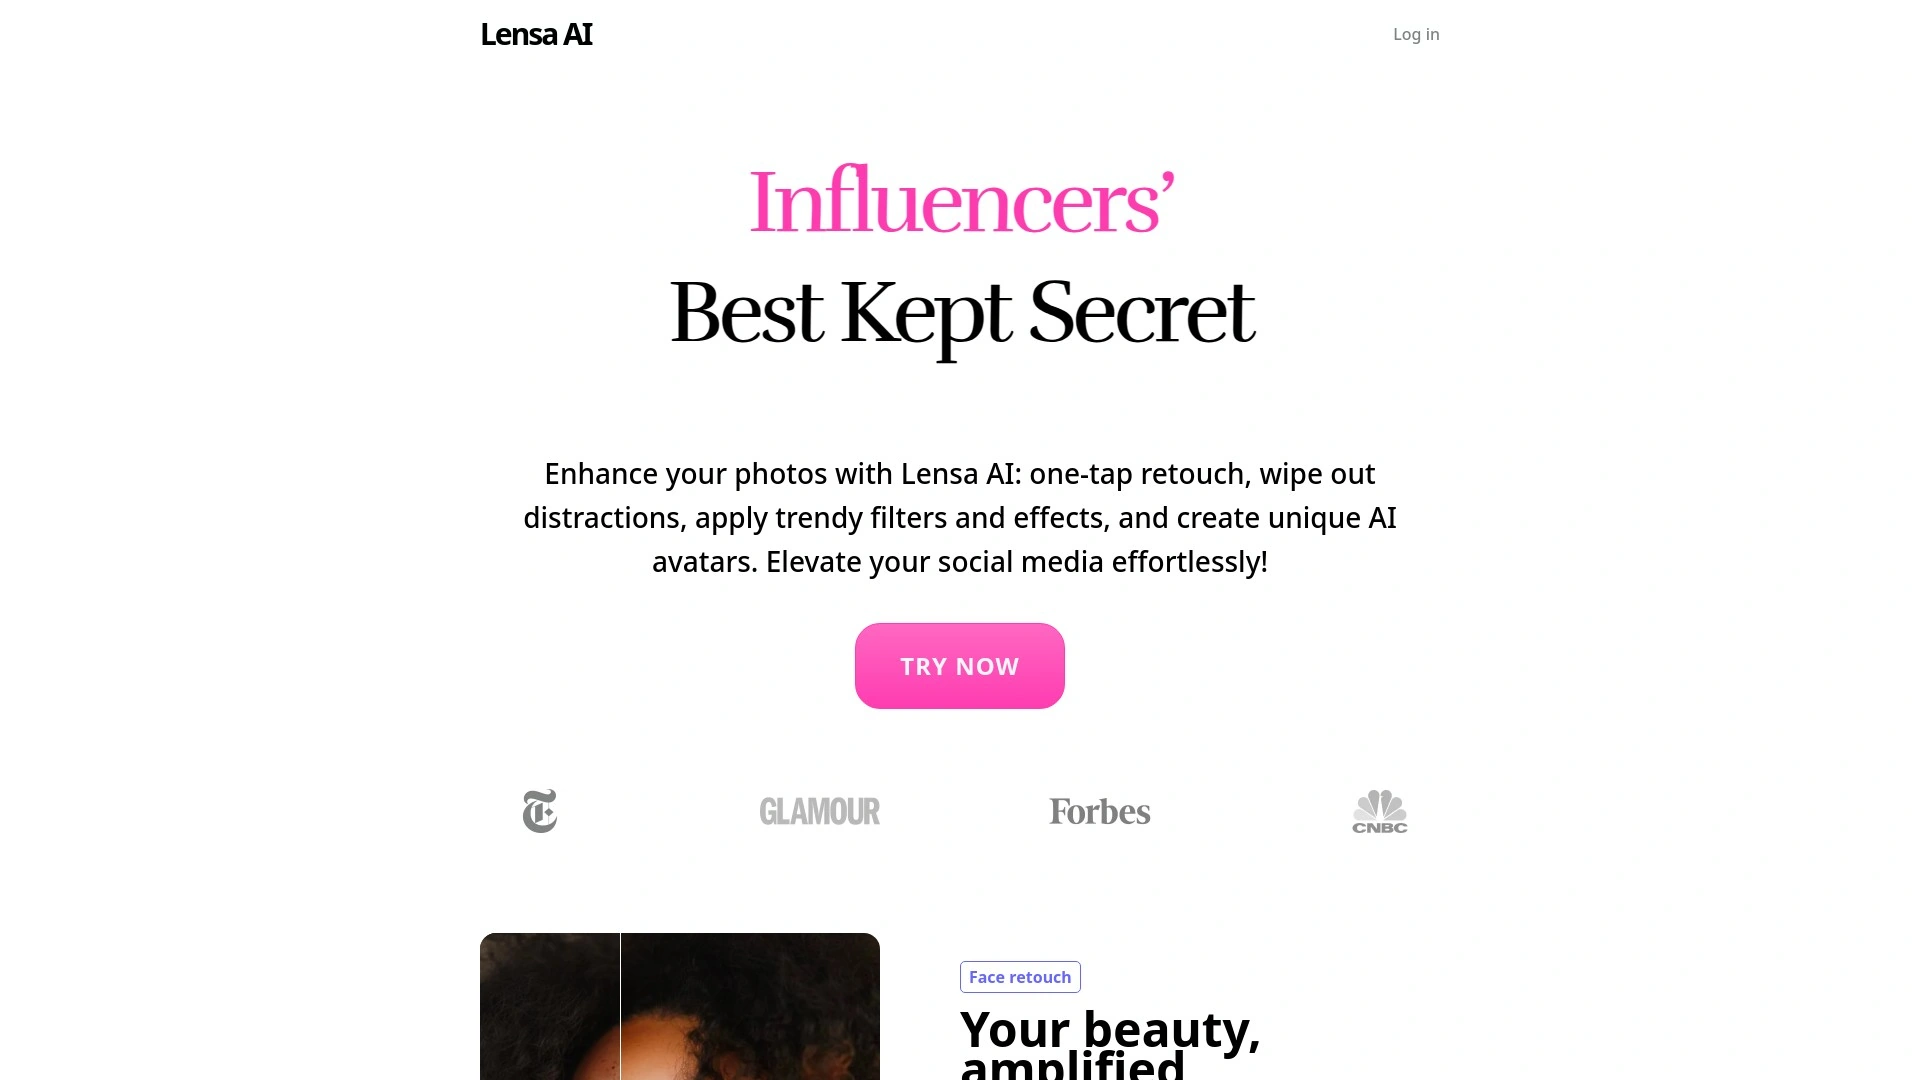 Lensa AI
Log in
Influencers’
Best Kept Secret
Enhance your photos with Lensa AI: one-tap retouch, wipe out
distractions, apply trendy filters and effects, and create unique AI
avatars. Elevate your social media effortlessly!
TRY NOW
T
GLAMOUR
Forbes
CNBC
Face retouch
Your beauty,
amplified